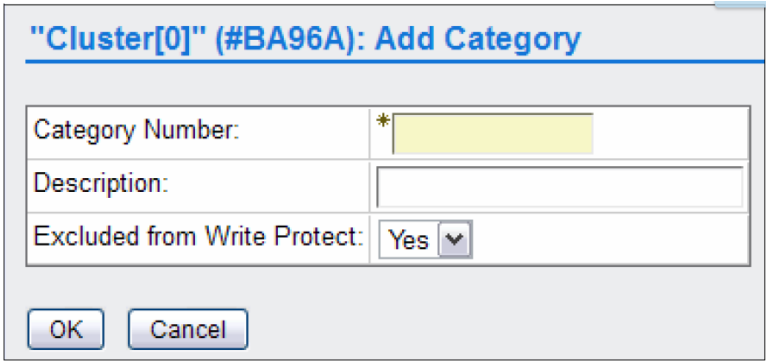 "Cluster[0]" (#BA96A): Add Category
Category Number: *
Description:
Excluded from Write Protect: Yes
OK Cancel